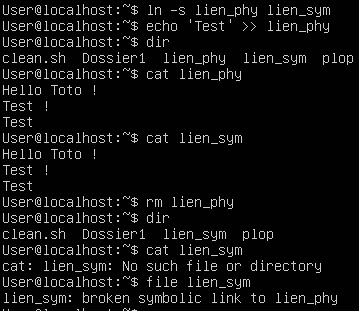 User@localhost:~$ ln -s lien_phy lien_sym
User@localhost:~$ echo 'Test' >> lien_phy
User@localhost:~$ dir
clean.sh  Dossier1  lien_phy  lien_sym  plop
User@localhost:~$ cat lien_phy
Hello Toto !
Test !
Test
User@localhost:~$ cat lien_sym
Hello Toto !
Test !
Test
User@localhost:~$ rm lien_phy
User@localhost:~$ dir
clean.sh  Dossier1  lien_sym  plop
User@localhost:~$ cat lien_sym
cat: lien_sym: No such file or directory
User@localhost:~$ file lien_sym
lien_sym: broken symbolic link to lien_phy